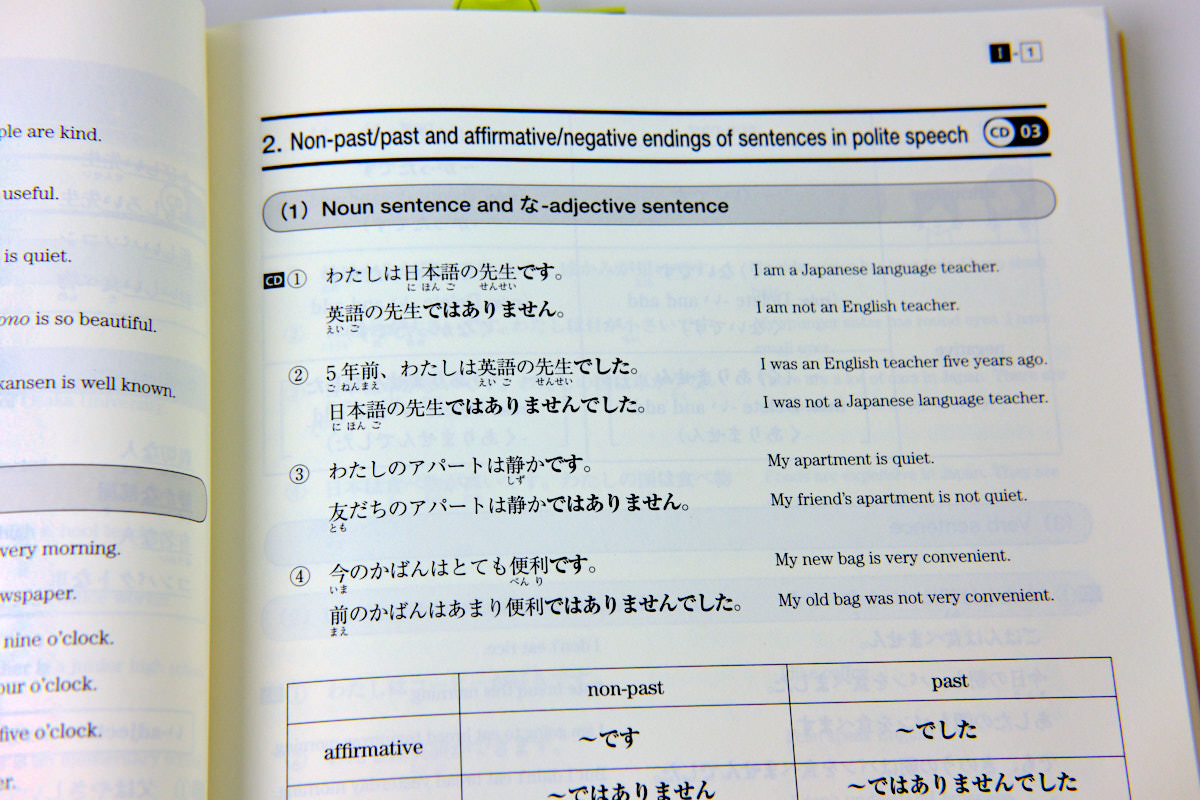 are kind.
useful.
is quiet.
is so beautiful.
is well known.
very morning.
nine o'clock.
o'clock.
five o'clock.
I - 1
2. Non-past/past and affirmative/negative endings of sentences in polite speech CD 03
(1) Noun sentence and な-adjective sentence
CD ① わたしは日本語の先生です。 I am a Japanese language teacher.
に ほん ご せんせい
英語の先生ではありません。 I am not an English teacher.
えい ご
② 5年前、わたしは英語の先生でした。 I was an English teacher five years ago.
ご ねんまえ えい ご せんせい
日本語の先生ではありませんでした。 I was not a Japanese language teacher.
に ほん ご
③ わたしのアパートは静かです。 My apartment is quiet.
しず
友だちのアパートは静かではありません。 My friend's apartment is not quiet.
とも
④ 今のかばんはとても便利です。 My new bag is very convenient.
いま べん り
前のかばんはあまり便利ではありませんでした。 My old bag was not very convenient.
まえ
non-past past
affirmative ～です ～でした
～ではありません ～ではありませんでした